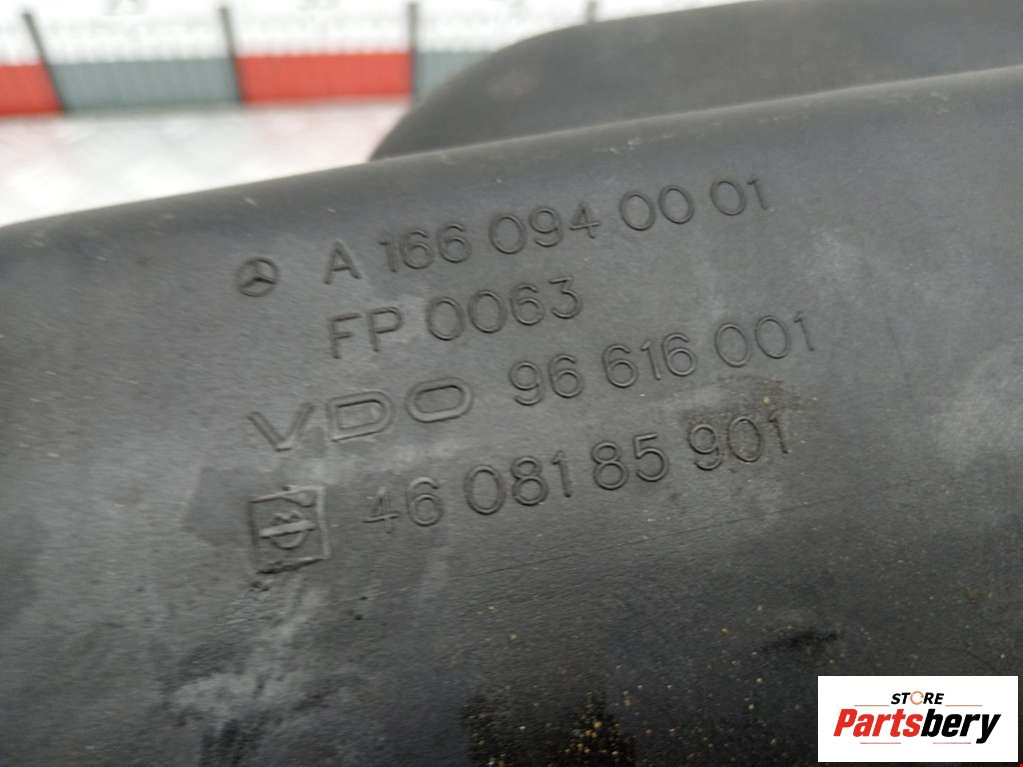 A 166 094 00 01
FP 0063
VDO 96 616 001
46 081 85 901
STORE
Partsbery